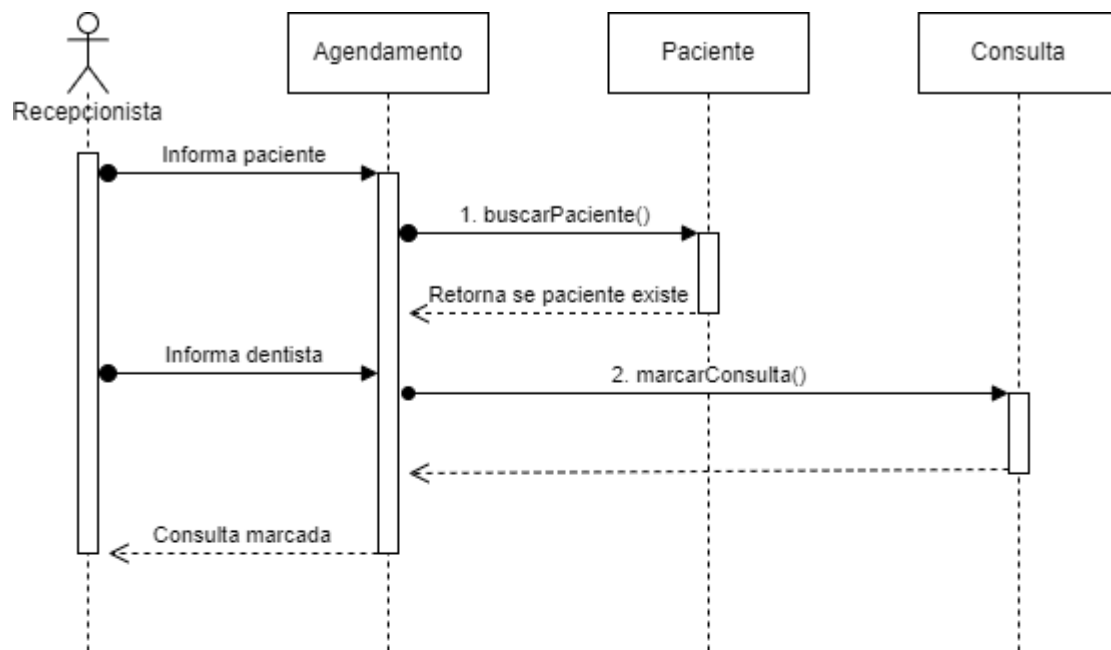 Recepcionista
Agendamento
Paciente
Consulta
Informa paciente
1. buscarPaciente()
Retorna se paciente existe
Informa dentista
2. marcarConsulta()
Consulta marcada